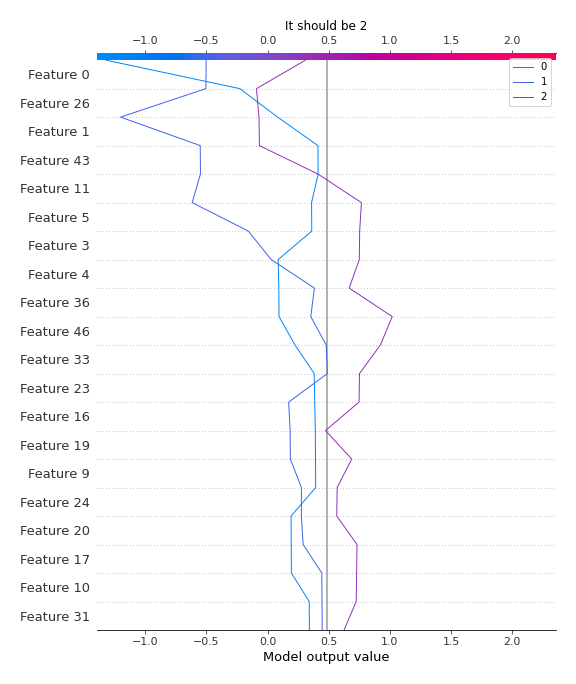 It should be 2
−1.0 −0.5 0.0 0.5 1.0 1.5 2.0
0
1
2
Feature 0
Feature 26
Feature 1
Feature 43
Feature 11
Feature 5
Feature 3
Feature 4
Feature 36
Feature 46
Feature 33
Feature 23
Feature 16
Feature 19
Feature 9
Feature 24
Feature 20
Feature 17
Feature 10
Feature 31
−1.0 −0.5 0.0 0.5 1.0 1.5 2.0
Model output value